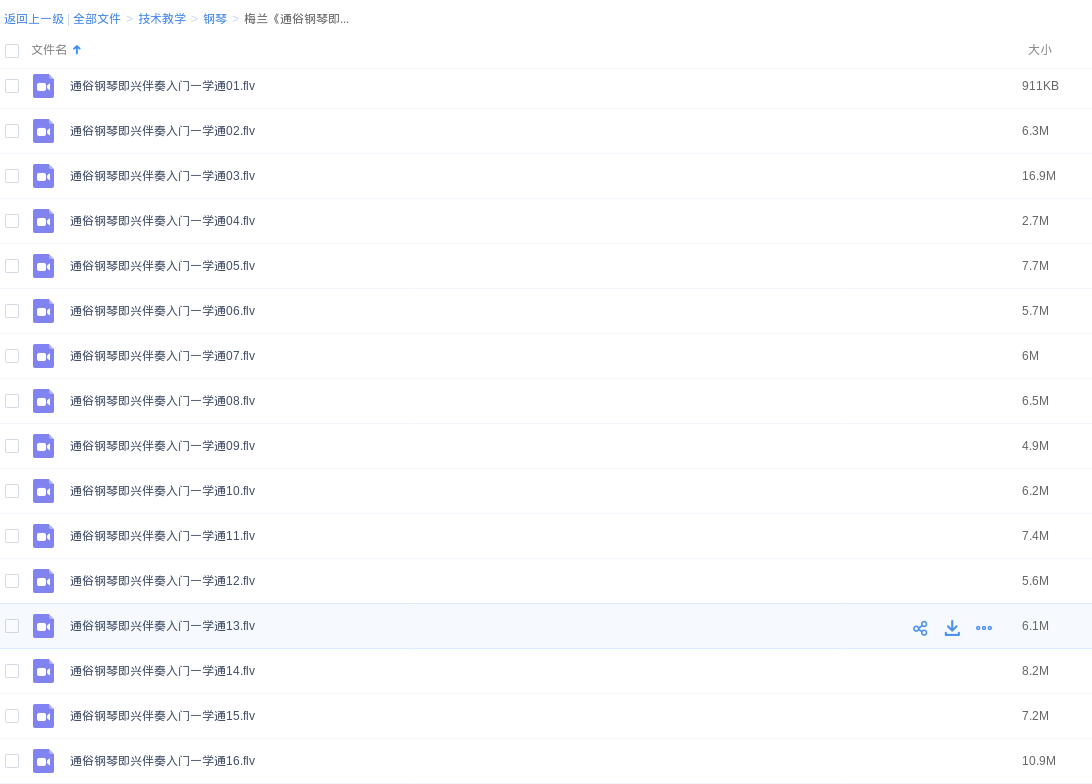 返回上一级 | 全部文件 > 技术教学 > 钢琴 > 梅兰《通俗钢琴即...
文件名 大小
通俗钢琴即兴伴奏入门一学通01.flv 911KB
通俗钢琴即兴伴奏入门一学通02.flv 6.3M
通俗钢琴即兴伴奏入门一学通03.flv 16.9M
通俗钢琴即兴伴奏入门一学通04.flv 2.7M
通俗钢琴即兴伴奏入门一学通05.flv 7.7M
通俗钢琴即兴伴奏入门一学通06.flv 5.7M
通俗钢琴即兴伴奏入门一学通07.flv 6M
通俗钢琴即兴伴奏入门一学通08.flv 6.5M
通俗钢琴即兴伴奏入门一学通09.flv 4.9M
通俗钢琴即兴伴奏入门一学通10.flv 6.2M
通俗钢琴即兴伴奏入门一学通11.flv 7.4M
通俗钢琴即兴伴奏入门一学通12.flv 5.6M
通俗钢琴即兴伴奏入门一学通13.flv 6.1M
通俗钢琴即兴伴奏入门一学通14.flv 8.2M
通俗钢琴即兴伴奏入门一学通15.flv 7.2M
通俗钢琴即兴伴奏入门一学通16.flv 10.9M